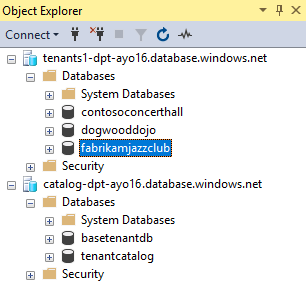 Object Explorer
Connect
tenants1-dpt-ayo16.database.windows.net
Databases
System Databases
contosoconcerthall
dogwooddojo
fabrikamjazzclub
Security
catalog-dpt-ayo16.database.windows.net
Databases
System Databases
basetenantdb
tenantcatalog
Security